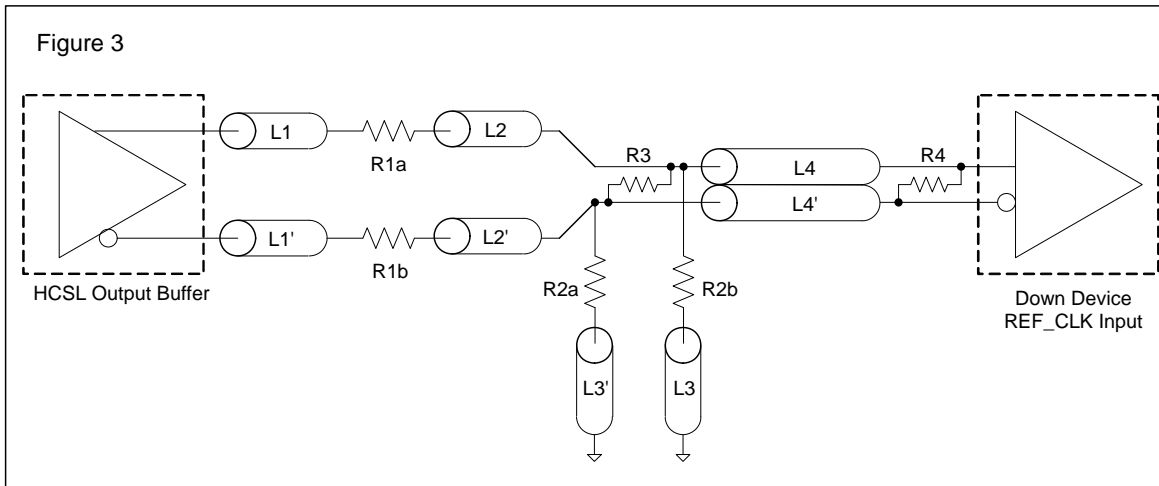 Figure 3
L1
R1a
L2
R3
L4
R4
L1'
R1b
L2'
L4'
HCSL Output Buffer
R2a
R2b
Down Device
REF_CLK Input
L3'
L3